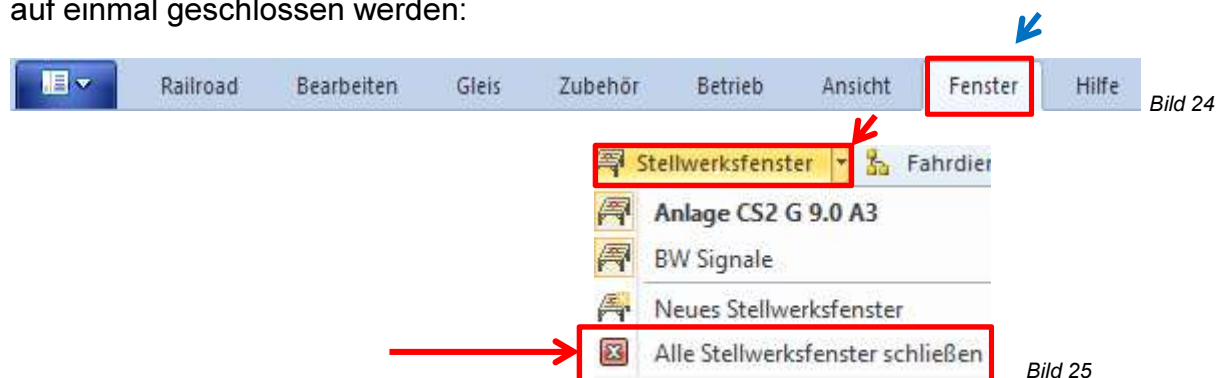 auf einmal geschlossen werden:
Railroad Bearbeiten Gleis Zubehör Betrieb Ansicht Fenster Hilfe Bild 24
Stellwerksfenster Fahrdien
Anlage CS2 G 9.0 A3
BW Signale
Neues Stellwerksfenster
Alle Stellwerksfenster schließen Bild 25